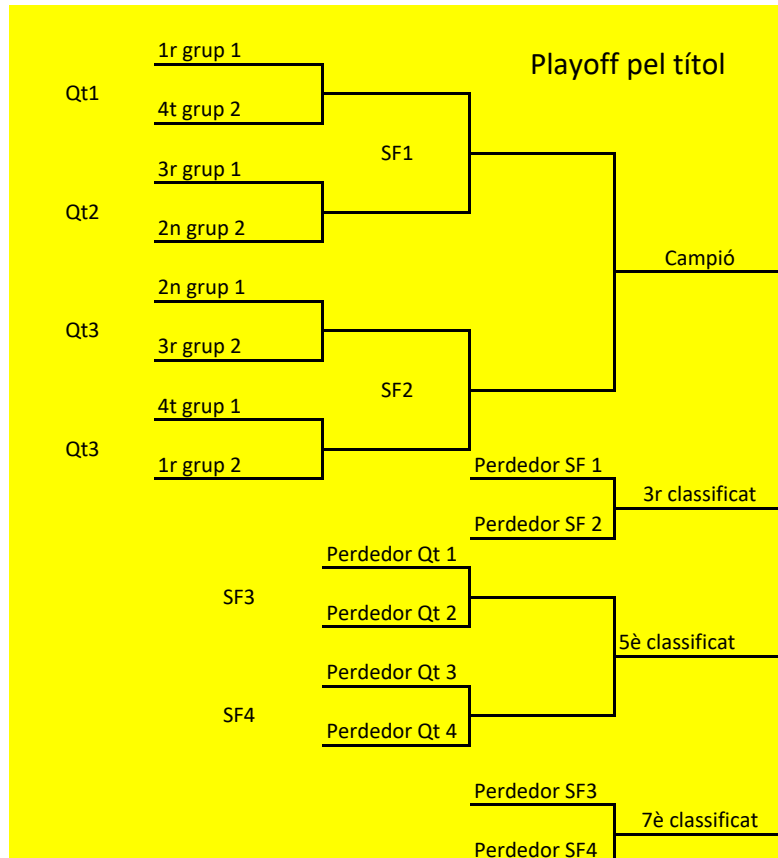 1r grup 1
Playoff pel títol
Qt1
4t grup 2
SF1
3r grup 1
Qt2
2n grup 2
Campió
2n grup 1
Qt3
3r grup 2
SF2
4t grup 1
Qt3
1r grup 2
Perdedor SF 1
3r classificat
Perdedor SF 2
Perdedor Qt 1
SF3
Perdedor Qt 2
5è classificat
Perdedor Qt 3
SF4
Perdedor Qt 4
Perdedor SF3
7è classificat
Perdedor SF4